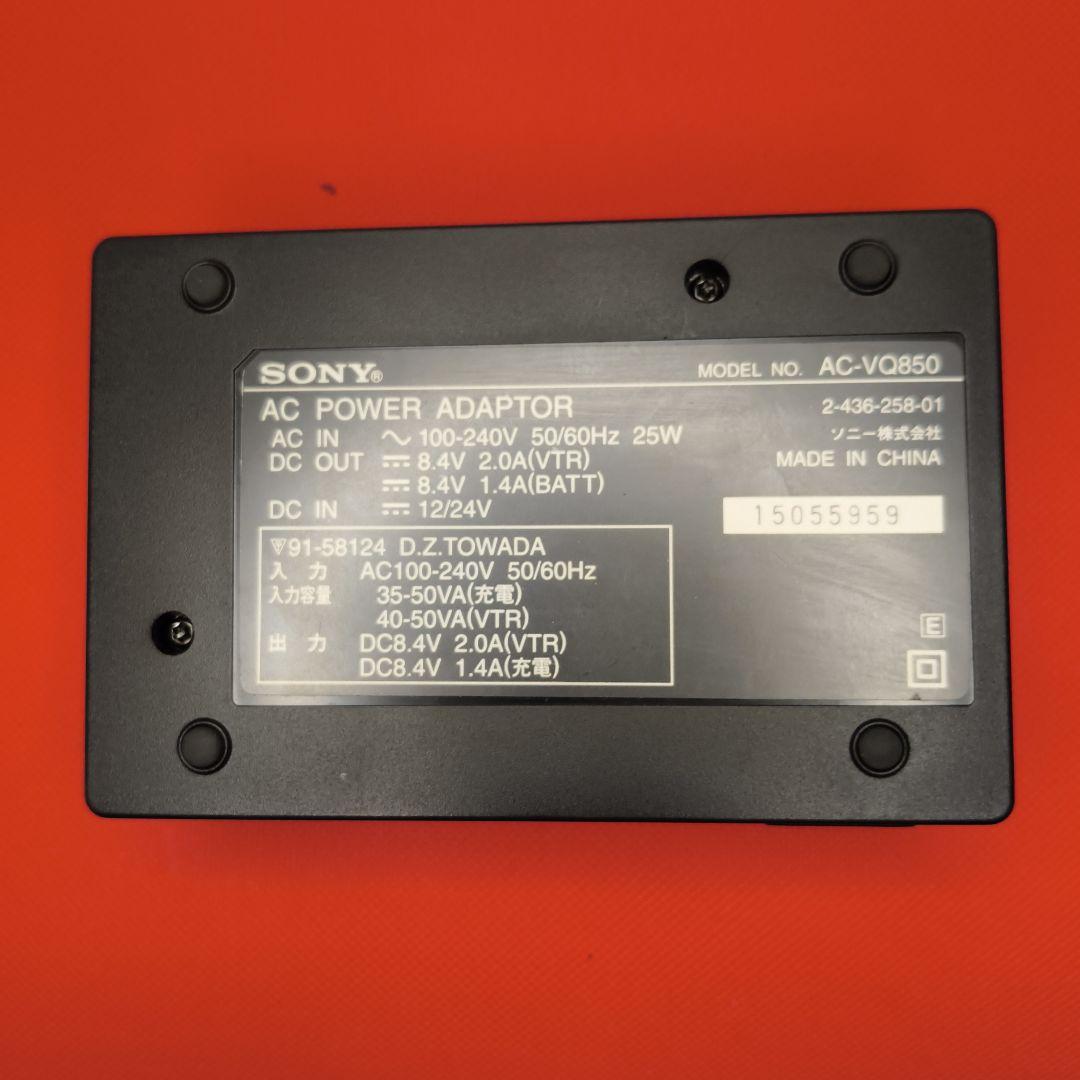 SONY® MODEL NO. AC-VQ850
AC POWER ADAPTOR 2-436-258-01
AC IN ～ 100-240V 50/60Hz 25W ソニー株式会社
DC OUT ⎓ 8.4V 2.0A(VTR) MADE IN CHINA
⎓ 8.4V 1.4A(BATT)
DC IN ⎓ 12/24V
15055959
91-58124 D.Z.TOWADA
入 力 AC100-240V 50/60Hz
入力容量 35-50VA(充電)
40-50VA(VTR)
出 力 DC8.4V 2.0A(VTR)
DC8.4V 1.4A(充電)
E